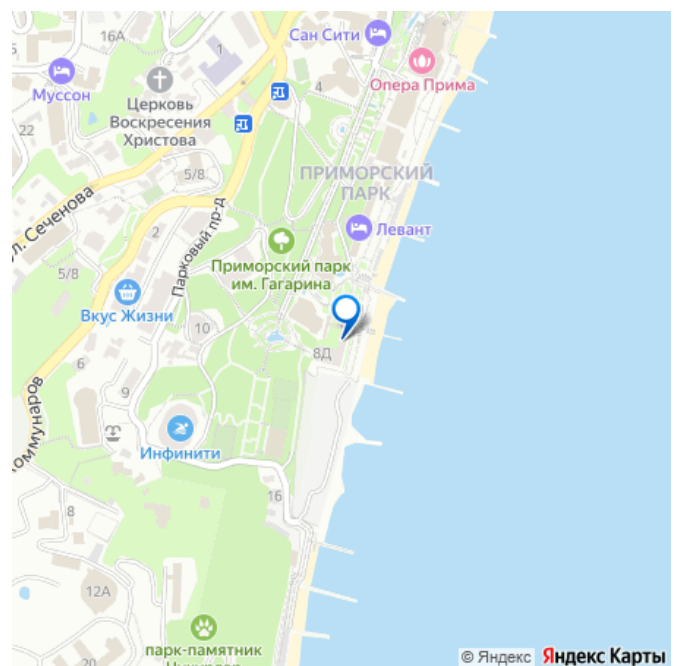 Сан Сити
16А
1
Опера Прима
Муссон
4
Церковь
Воскресения
Христова
22
5/8
ПРИМОРСКИЙ
ПАРК
ул. Сеченова
2
Парковый пр-д
Левант
5/8
Приморский парк
им. Гагарина
Вкус Жизни
10
6
8Д
9
Коммунаров
Инфинити
16
8
12А
парк-памятник
20
© Яндекс
Яндекс Карты